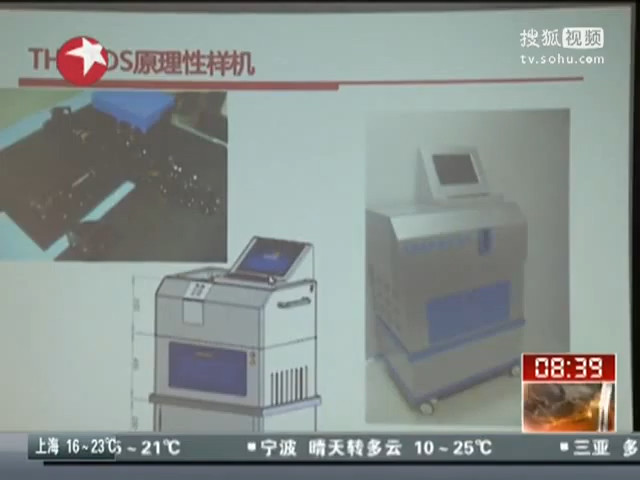 搜狐视频
tv.sohu.com
TH DS原理性样机
08:39
上海 16~23℃ ~21℃ ■宁波 晴天转多云 10~25℃ ■三亚 多